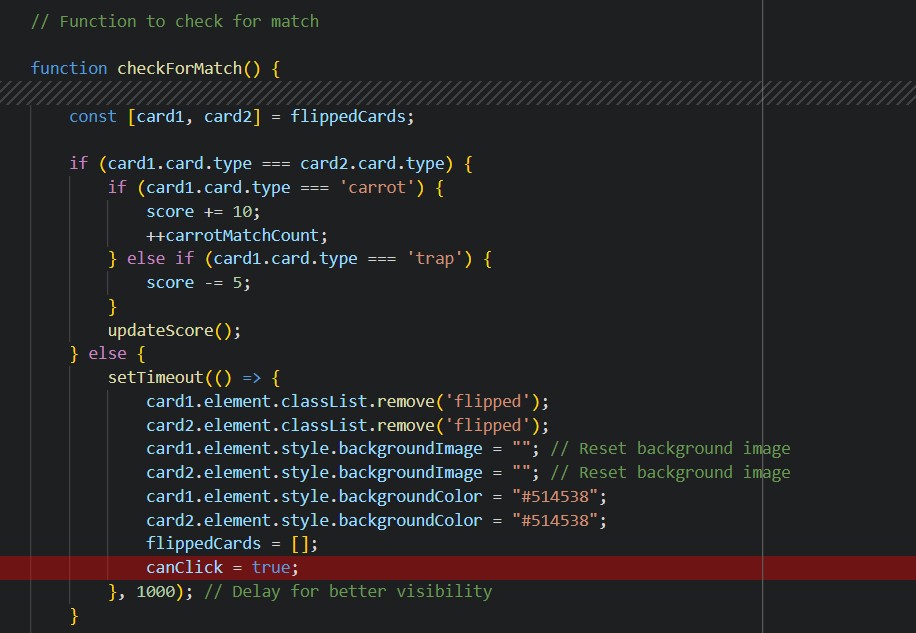 // Function to check for match
function checkForMatch() {
const [card1, card2] = flippedCards;
if (card1.card.type === card2.card.type) {
if (card1.card.type === 'carrot') {
score += 10;
++carrotMatchCount;
} else if (card1.card.type === 'trap') {
score -= 5;
}
updateScore();
} else {
setTimeout(() => {
card1.element.classList.remove('flipped');
card2.element.classList.remove('flipped');
card1.element.style.backgroundImage = ""; // Reset background image
card2.element.style.backgroundImage = ""; // Reset background image
card1.element.style.backgroundColor = "#514538";
card2.element.style.backgroundColor = "#514538";
flippedCards = [];
canClick = true;
}, 1000); // Delay for better visibility
}